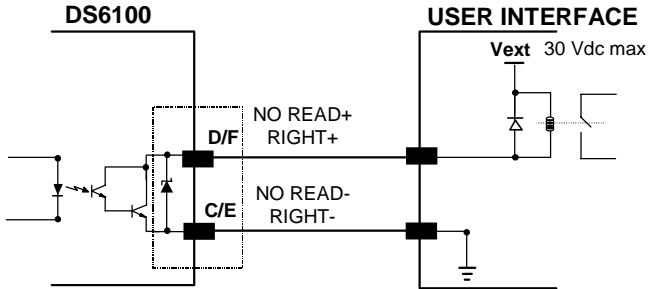 DS6100
USER INTERFACE
Vext 30 Vdc max
NO READ+
RIGHT+
D/F
NO READ-
RIGHT-
C/E